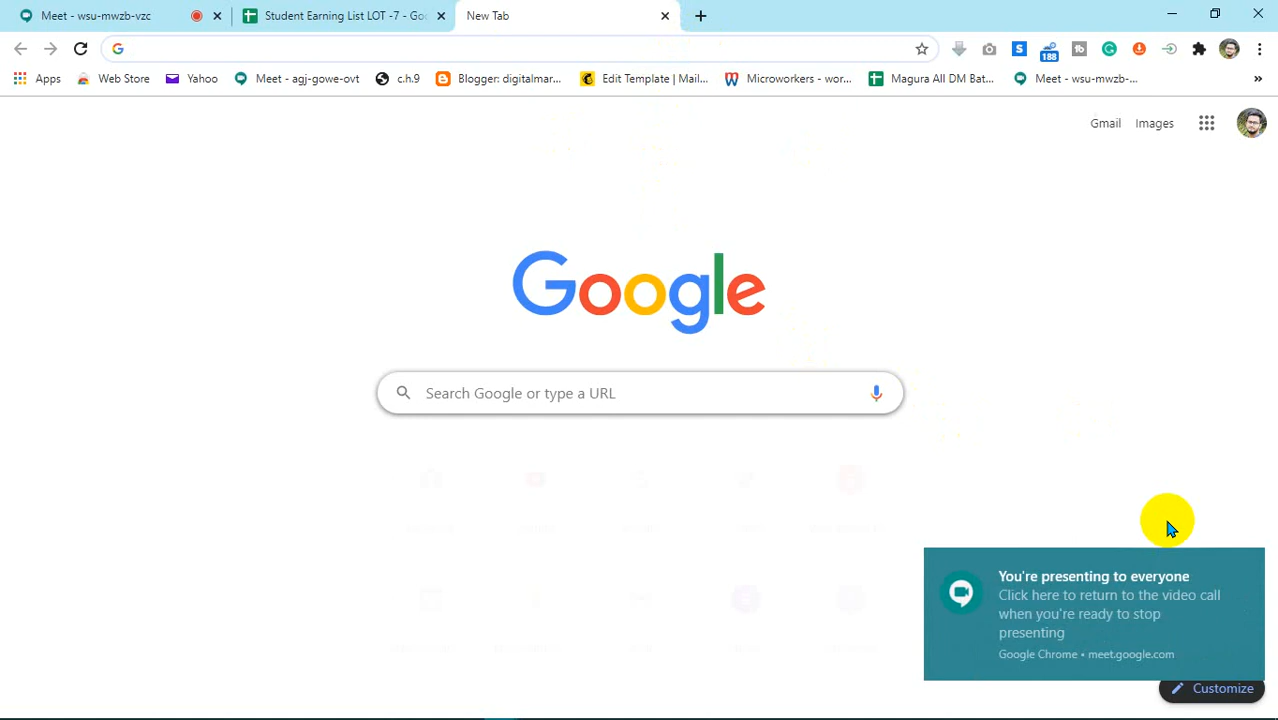 Meet - wsu-mwzb-vzc
Student Earning List LOT -7 - Goo
New Tab
Apps
Web Store
Yahoo
Meet - agj-gowe-ovt
c.h.9
Blogger: digitalmar...
Edit Template | Mail...
Microworkers - wor...
Magura All DM Bat...
Meet - wsu-mwzb-...
»
188
Gmail
Images
Google
Search Google or type a URL
You're presenting to everyone
Click here to return to the video call
when you're ready to stop
presenting
Google Chrome • meet.google.com
Customize